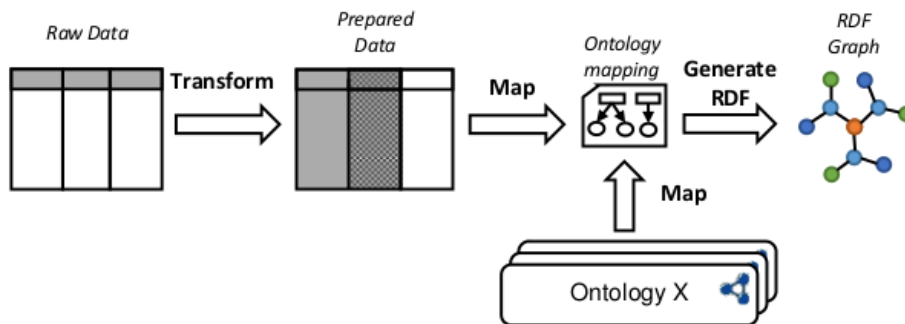 Raw Data
Transform
Prepared
Data
Map
Ontology
mapping
Generate
RDF
RDF
Graph
Map
Ontology X